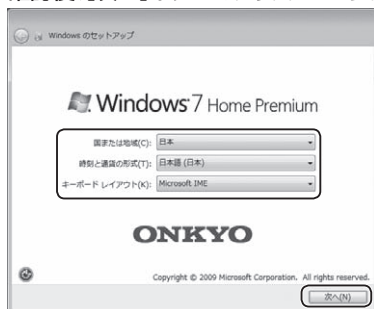 Windows のセットアップ
Windows 7 Home Premium
国または地域(C): 日本
時刻と通貨の形式(T): 日本語 (日本)
キーボード レイアウト(K): Microsoft IME
ONKYO
Copyright © 2009 Microsoft Corporation. All rights reserved.
次へ(N)